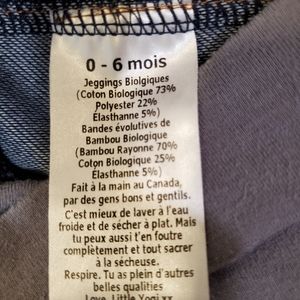 0 - 6 mois
Jeggings Biolgiques
(Coton Biologique 73%
Polyester 22%
Élasthanne 5%)
Bandes évolutives de
Bambou Biologique
(Bambou Rayonne 70%
Coton Biologique 25%
Élasthanne 5%)
Fait à la main au Canada,
par des gens bons et gentils.
C'est mieux de laver à l'eau
froide et de sécher à plat. Mais
tu peux aussi t'en foutre
complètement et tout sacrer
à la sécheuse.
Respire. Tu as plein d'autres
belles qualities
Love, Little Yogi xx